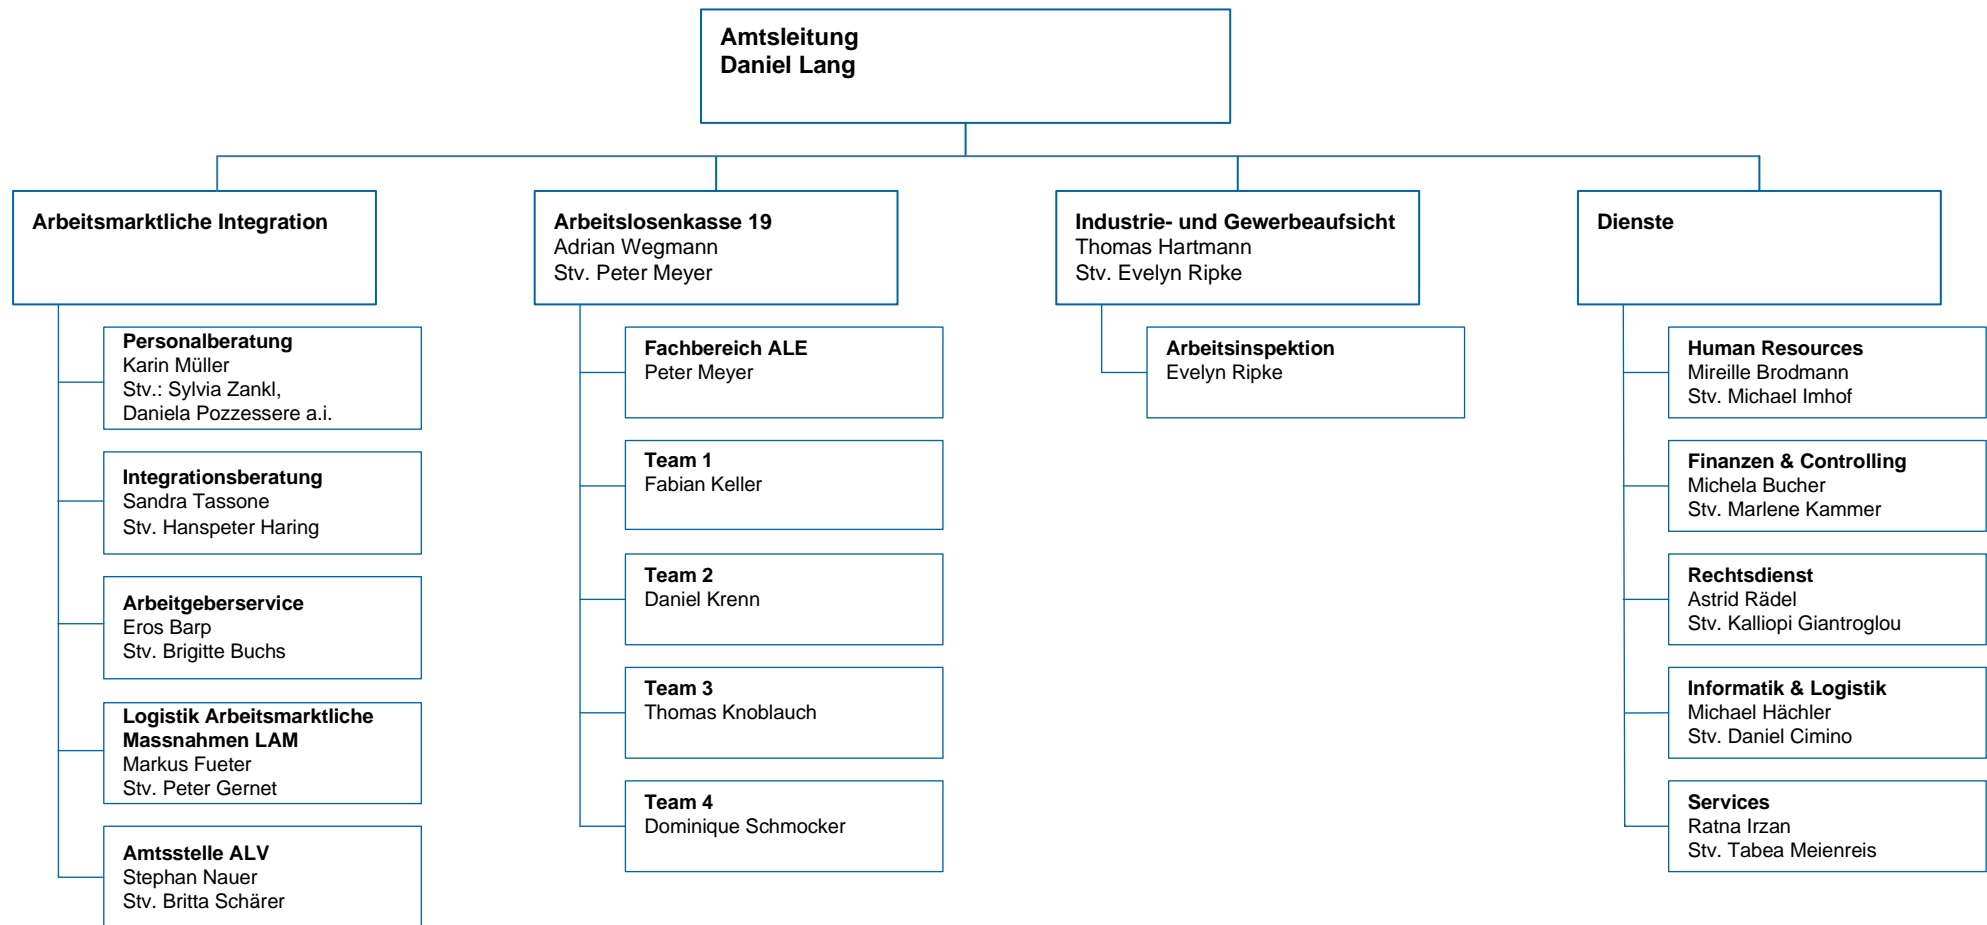 Amtsleitung
Daniel Lang
Arbeitsmarktliche Integration
Personalberatung
Karin Müller
Stv.: Sylvia Zankl,
Daniela Pozzessere a.i.
Integrationsberatung
Sandra Tassone
Stv. Hanspeter Haring
Arbeitgeberservice
Eros Barp
Stv. Brigitte Buchs
Logistik Arbeitsmarktliche
Massnahmen LAM
Markus Fueter
Stv. Peter Gernet
Amtsstelle ALV
Stephan Nauer
Stv. Britta Schärer
Arbeitslosenkasse 19
Adrian Wegmann
Stv. Peter Meyer
Fachbereich ALE
Peter Meyer
Team 1
Fabian Keller
Team 2
Daniel Krenn
Team 3
Thomas Knoblauch
Team 4
Dominique Schmocker
Industrie- und Gewerbeaufsicht
Thomas Hartmann
Stv. Evelyn Ripke
Arbeitsinspektion
Evelyn Ripke
Dienste
Human Resources
Mireille Brodmann
Stv. Michael Imhof
Finanzen & Controlling
Michela Bucher
Stv. Marlene Kammer
Rechtsdienst
Astrid Rädel
Stv. Kalliopi Giantroglou
Informatik & Logistik
Michael Hächler
Stv. Daniel Cimino
Services
Ratna Irzan
Stv. Tabea Meienreis